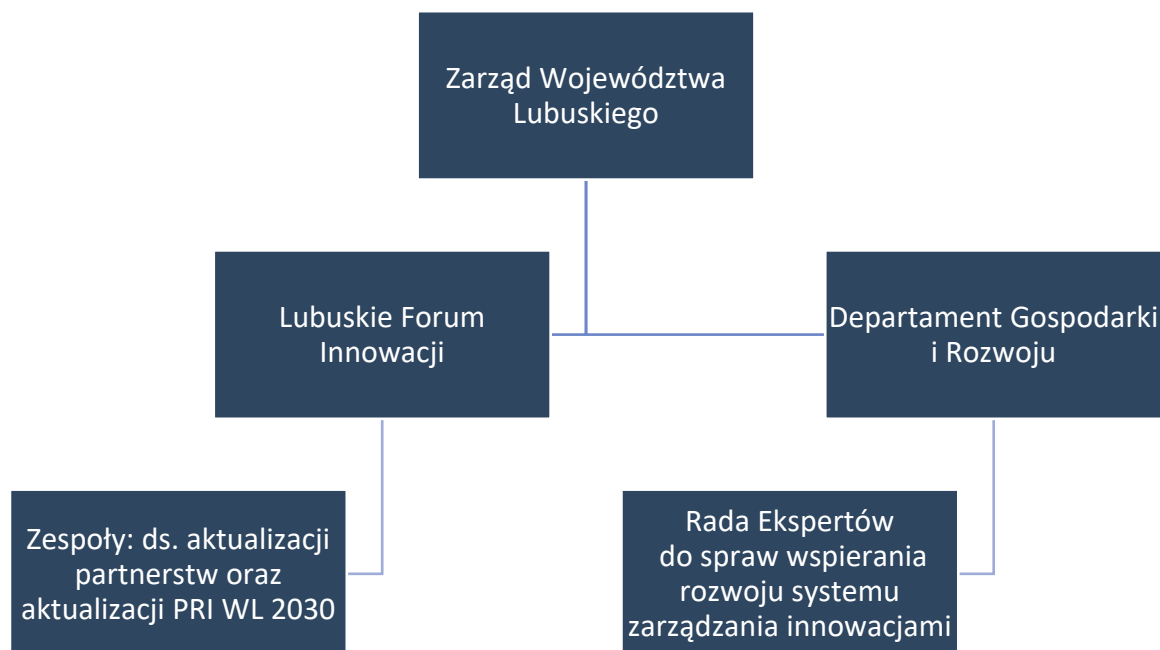 Zarząd Województwa
Lubuskiego
Lubuskie Forum
Innowacji
Departament Gospodarki
i Rozwoju
Zespoły: ds. aktualizacji
partnerstw oraz
aktualizacji PRI WL 2030
Rada Ekspertów
do spraw wspierania
rozwoju systemu
zarządzania innowacjami